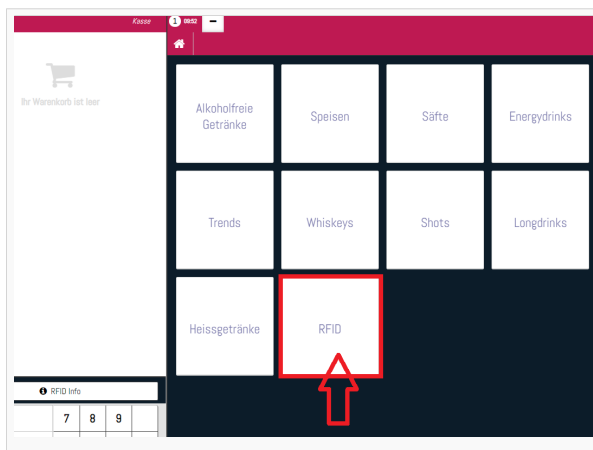 Kasse
1 09:52 –
Ihr Warenkorb ist leer
Alkoholfreie
Getränke
Speisen
Säfte
Energydrinks
Trends
Whiskeys
Shots
Longdrinks
Heissgetränke
RFID
RFID Info
7 8 9